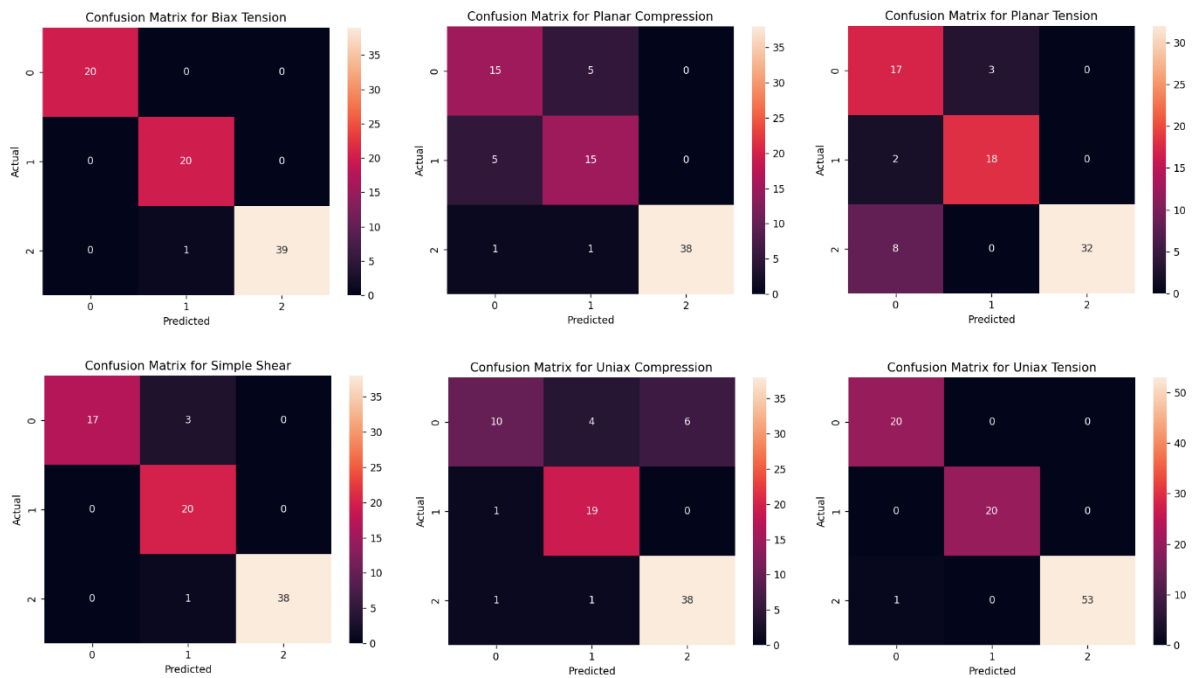 Confusion Matrix for Biax Tension
Actual
0
20 0 0
1
0 20 0
2
0 1 39
0 1 2
Predicted
35
30
25
20
15
10
5
0
Confusion Matrix for Planar Compression
Actual
0
15 5 0
1
5 15 0
2
1 1 38
0 1 2
Predicted
35
30
25
20
15
10
5
0
Confusion Matrix for Planar Tension
Actual
0
17 3 0
1
2 18 0
2
8 0 32
0 1 2
Predicted
30
25
20
15
10
5
0
Confusion Matrix for Simple Shear
Actual
0
17 3 0
1
0 20 0
2
0 1 38
0 1 2
Predicted
35
30
25
20
15
10
5
0
Confusion Matrix for Uniax Compression
Actual
0
10 4 6
1
1 19 0
2
1 1 38
0 1 2
Predicted
35
30
25
20
15
10
5
0
Confusion Matrix for Uniax Tension
Actual
0
20 0 0
1
0 20 0
2
1 0 53
0 1 2
Predicted
50
40
30
20
10
0